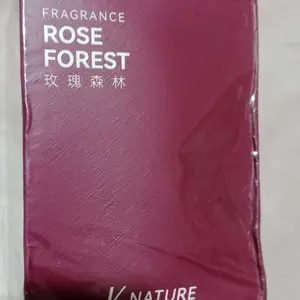 FRAGRANCE
ROSE
FOREST
玫瑰森林
V NATURE